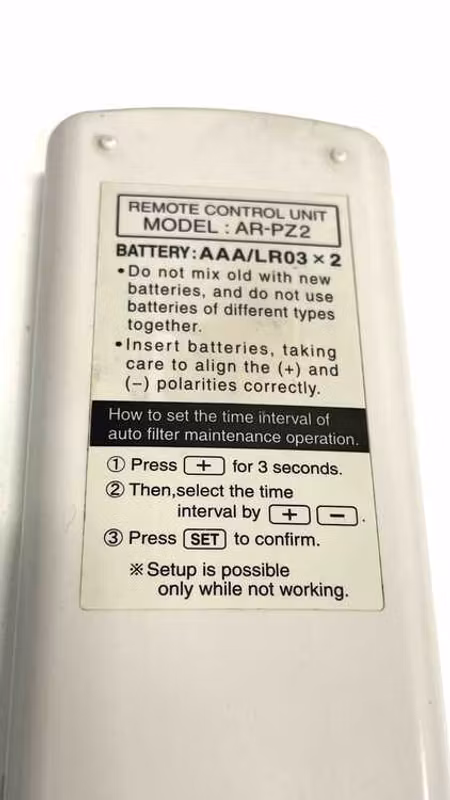 REMOTE CONTROL UNIT
MODEL : AR-PZ2
BATTERY:AAA/LR03 × 2
•Do not mix old with new
batteries, and do not use
batteries of different types
together.
•Insert batteries, taking
care to align the (+) and
(−) polarities correctly.
How to set the time interval of
auto filter maintenance operation.
① Press + for 3 seconds.
② Then,select the time
interval by + − .
③ Press SET to confirm.
※ Setup is possible
only while not working.